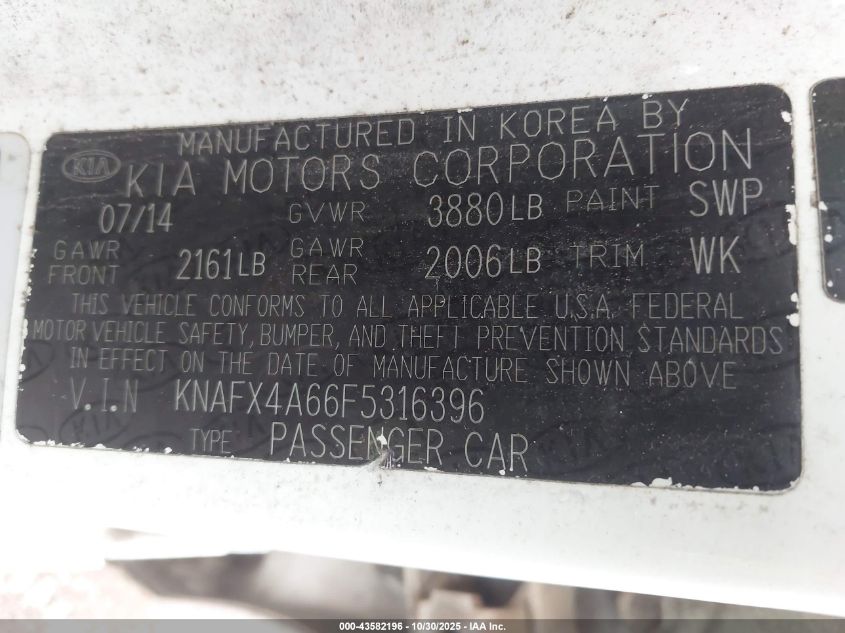 MANUFACTURED IN KOREA BY
KIA KIA MOTORS CORPORATION
07/14 GVWR 3880LB PAINT SWP
GAWR FRONT 2161LB GAWR REAR 2006LB TRIM WK
THIS VEHICLE CONFORMS TO ALL APPLICABLE U.S.A. FEDERAL
MOTOR VEHICLE SAFETY, BUMPER, AND THEFT PREVENTION STANDARDS
IN EFFECT ON THE DATE OF MANUFACTURE SHOWN ABOVE
V.I.N KNAFX4A66F5316396
TYPE PASSENGER CAR
000-43582196 - 10/30/2025 - IAA Inc.